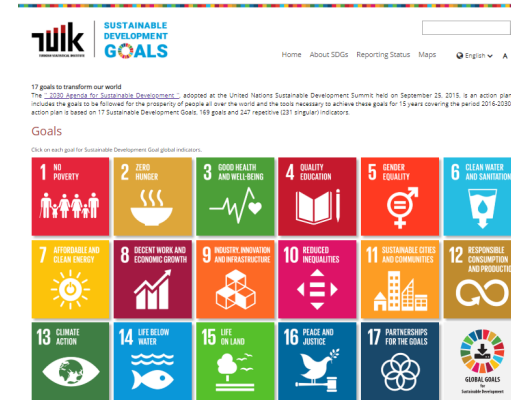 TUIK
SUSTAINABLE
DEVELOPMENT
GOALS
Home About SDGs Reporting Status Maps English A
17 goals to transform our world
The " 2030 Agenda for Sustainable Development ", adopted at the United Nations Sustainable Development Summit held on September 25, 2015, is an action plan
includes the goals to be followed for the prosperity of people all over the world and the tools necessary to achieve these goals for 15 years covering the period 2016-2030
action plan is based on 17 Sustainable Development Goals, 169 goals and 247 repetitive (231 singular) indicators.
Goals
Click on each goal for Sustainable Development Goal global indicators.
1 NO POVERTY
2 ZERO HUNGER
3 GOOD HEALTH AND WELL-BEING
4 QUALITY EDUCATION
5 GENDER EQUALITY
6 CLEAN WATER AND SANITATION
7 AFFORDABLE AND CLEAN ENERGY
8 DECENT WORK AND ECONOMIC GROWTH
9 INDUSTRY, INNOVATION AND INFRASTRUCTURE
10 REDUCED INEQUALITIES
11 SUSTAINABLE CITIES AND COMMUNITIES
12 RESPONSIBLE CONSUMPTION AND PRODUCTIO
13 CLIMATE ACTION
14 LIFE BELOW WATER
15 LIFE ON LAND
16 PEACE AND JUSTICE
17 PARTNERSHIPS FOR THE GOALS
GLOBAL GOALS
for
Sustainable Development